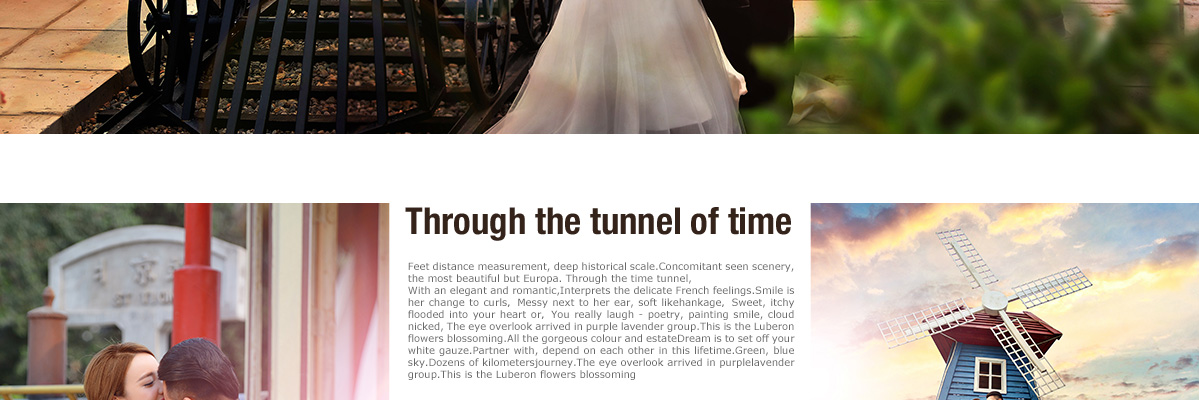 Through the tunnel of time
Feet distance measurement, deep historical scale.Concomitant seen scenery,
the most beautiful but Europa. Through the time tunnel,
With an elegant and romantic,Interprets the delicate French feelings.Smile is
her change to curls, Messy next to her ear, soft likehankage, Sweet, itchy
flooded into your heart or, You really laugh - poetry, painting smile, cloud
nicked, The eye overlook arrived in purple lavender group.This is the Luberon
flowers blossoming.All the gorgeous colour and estateDream is to set off your
white gauze.Partner with, depend on each other in this lifetime.Green, blue
sky.Dozens of kilometersjourney.The eye overlook arrived in purplelavender
group.This is the Luberon flowers blossoming